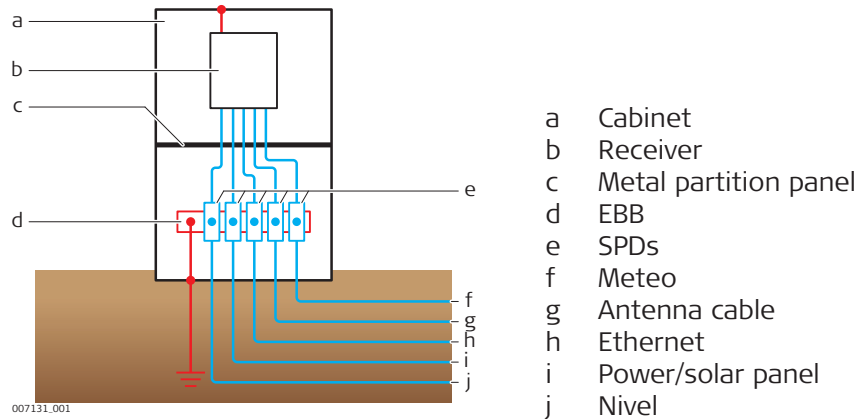 a
b
c
d
e
f
g
h
i
j
007131_001
a Cabinet
b Receiver
c Metal partition panel
d EBB
e SPDs
f Meteo
g Antenna cable
h Ethernet
i Power/solar panel
j Nivel